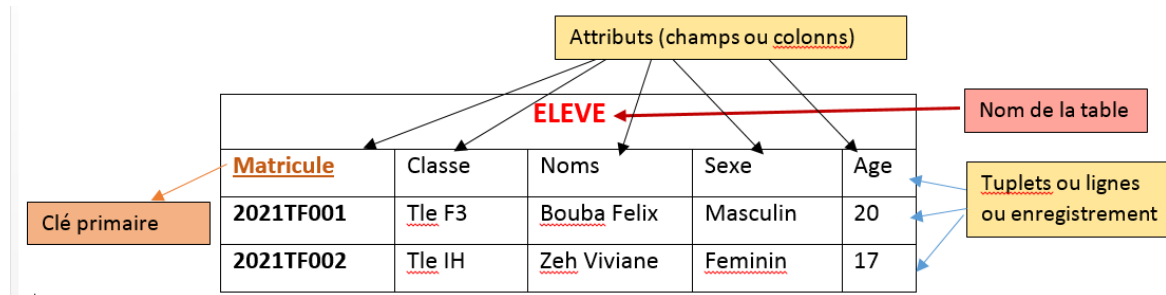 Attributs (champs ou colonns)
ELEVE
Nom de la table
Matricule Classe Noms Sexe Age
Tuplets ou lignes
ou enregistrement
Clé primaire
2021TF001 Tle F3 Bouba Felix Masculin 20
2021TF002 Tle IH Zeh Viviane Feminin 17